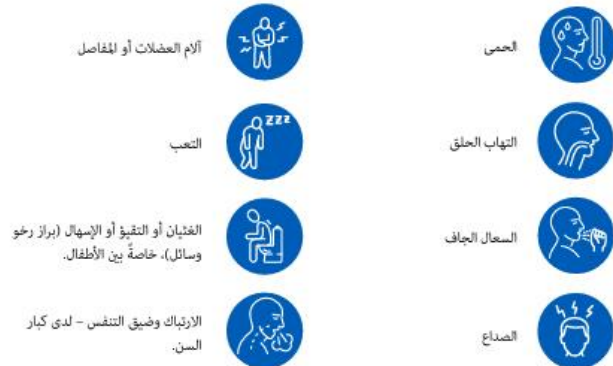 الحمى
التهاب الحلق
السعال الجاف
الصداع
آلام العضلات أو المفاصل
zzz
التعب
الغثيان أو التقيؤ أو الإسهال (براز رخو
وسائل)، خاصةً بين الأطفال.
الارتباك وضيق التنفس – لدى كبار
السن.